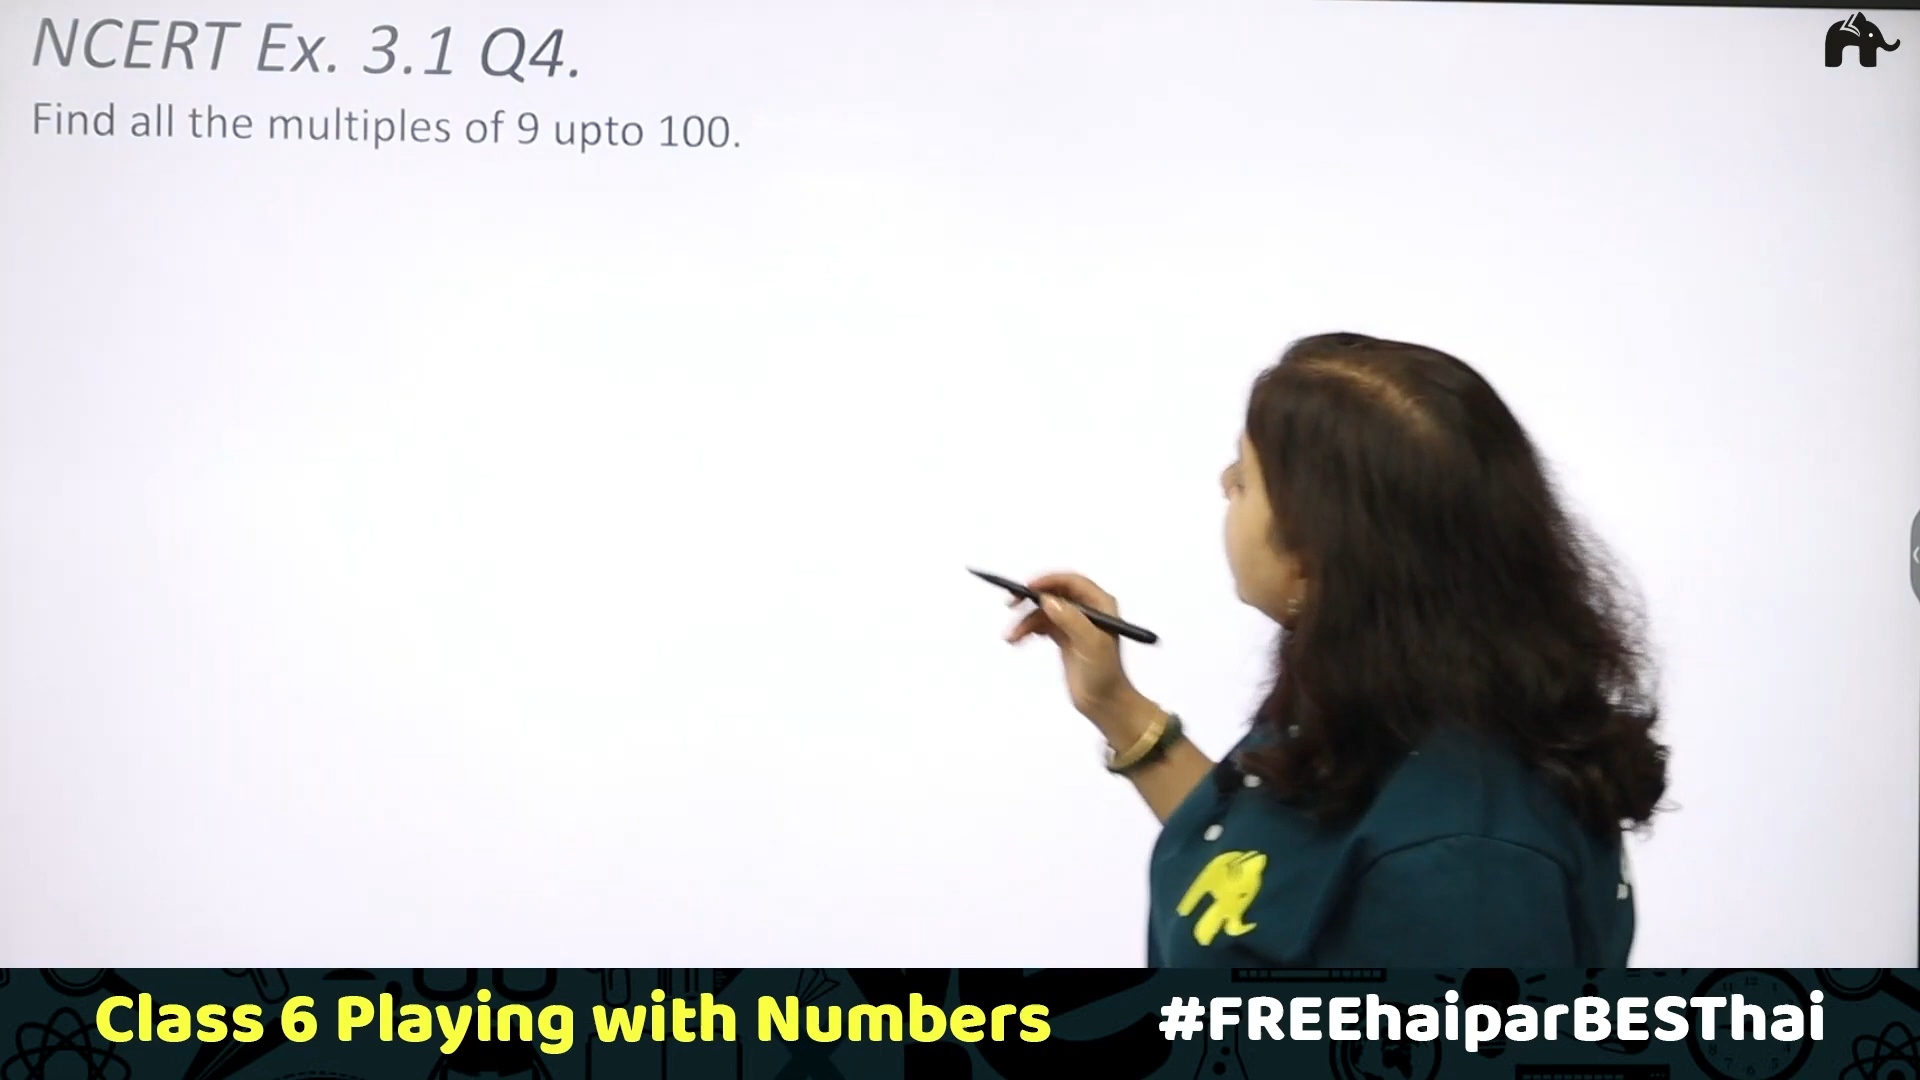 NCERT Ex. 3.1 Q4.
Find all the multiples of 9 upto 100.
Class 6 Playing with Numbers
#FREEhaiparBESThai